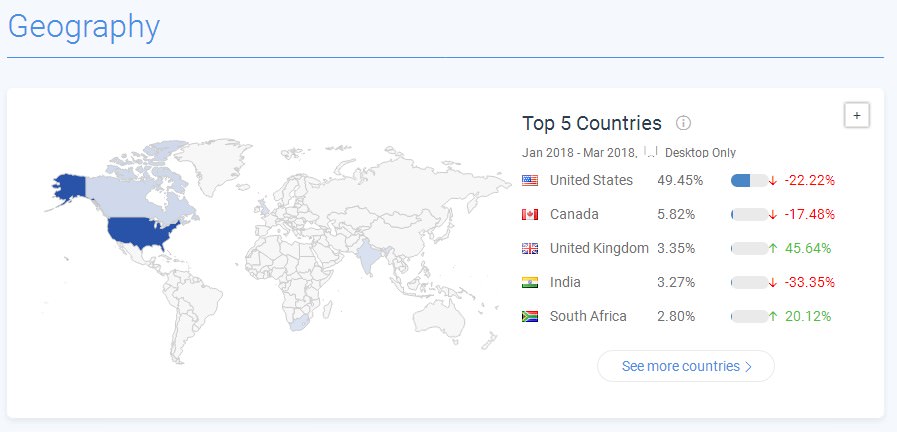 Geography
+
Top 5 Countries
Jan 2018 - Mar 2018, Desktop Only
United States 49.45% ↓ -22.22%
Canada 5.82% ↓ -17.48%
United Kingdom 3.35% ↑ 45.64%
India 3.27% ↓ -33.35%
South Africa 2.80% ↑ 20.12%
See more countries >